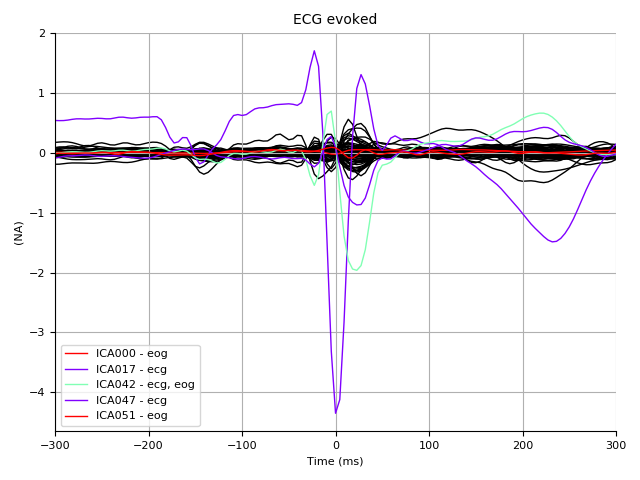 ECG evoked
2
1
0
−1
−2
−3
−4
(NA)
ICA000 - eog
ICA017 - ecg
ICA042 - ecg, eog
ICA047 - ecg
ICA051 - eog
−300 −200 −100 0 100 200 300
Time (ms)